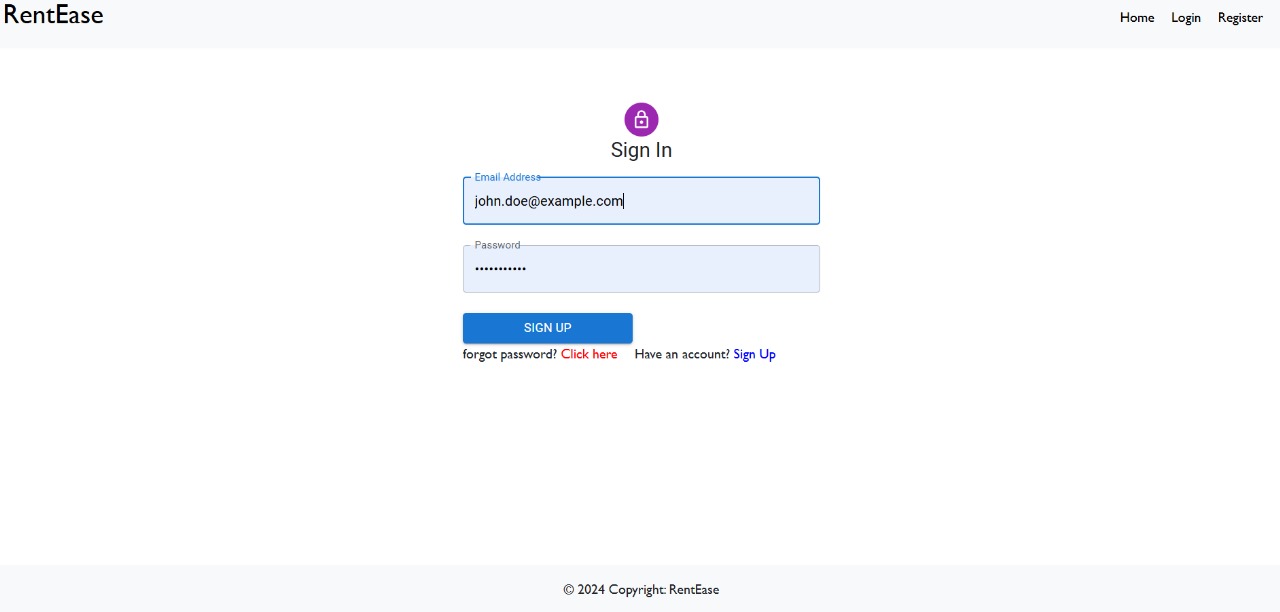 RentEase
Home Login Register
Sign In
Email Address
john.doe@example.com
Password
•••••••••••
SIGN UP
forgot password? Click here Have an account? Sign Up
© 2024 Copyright: RentEase